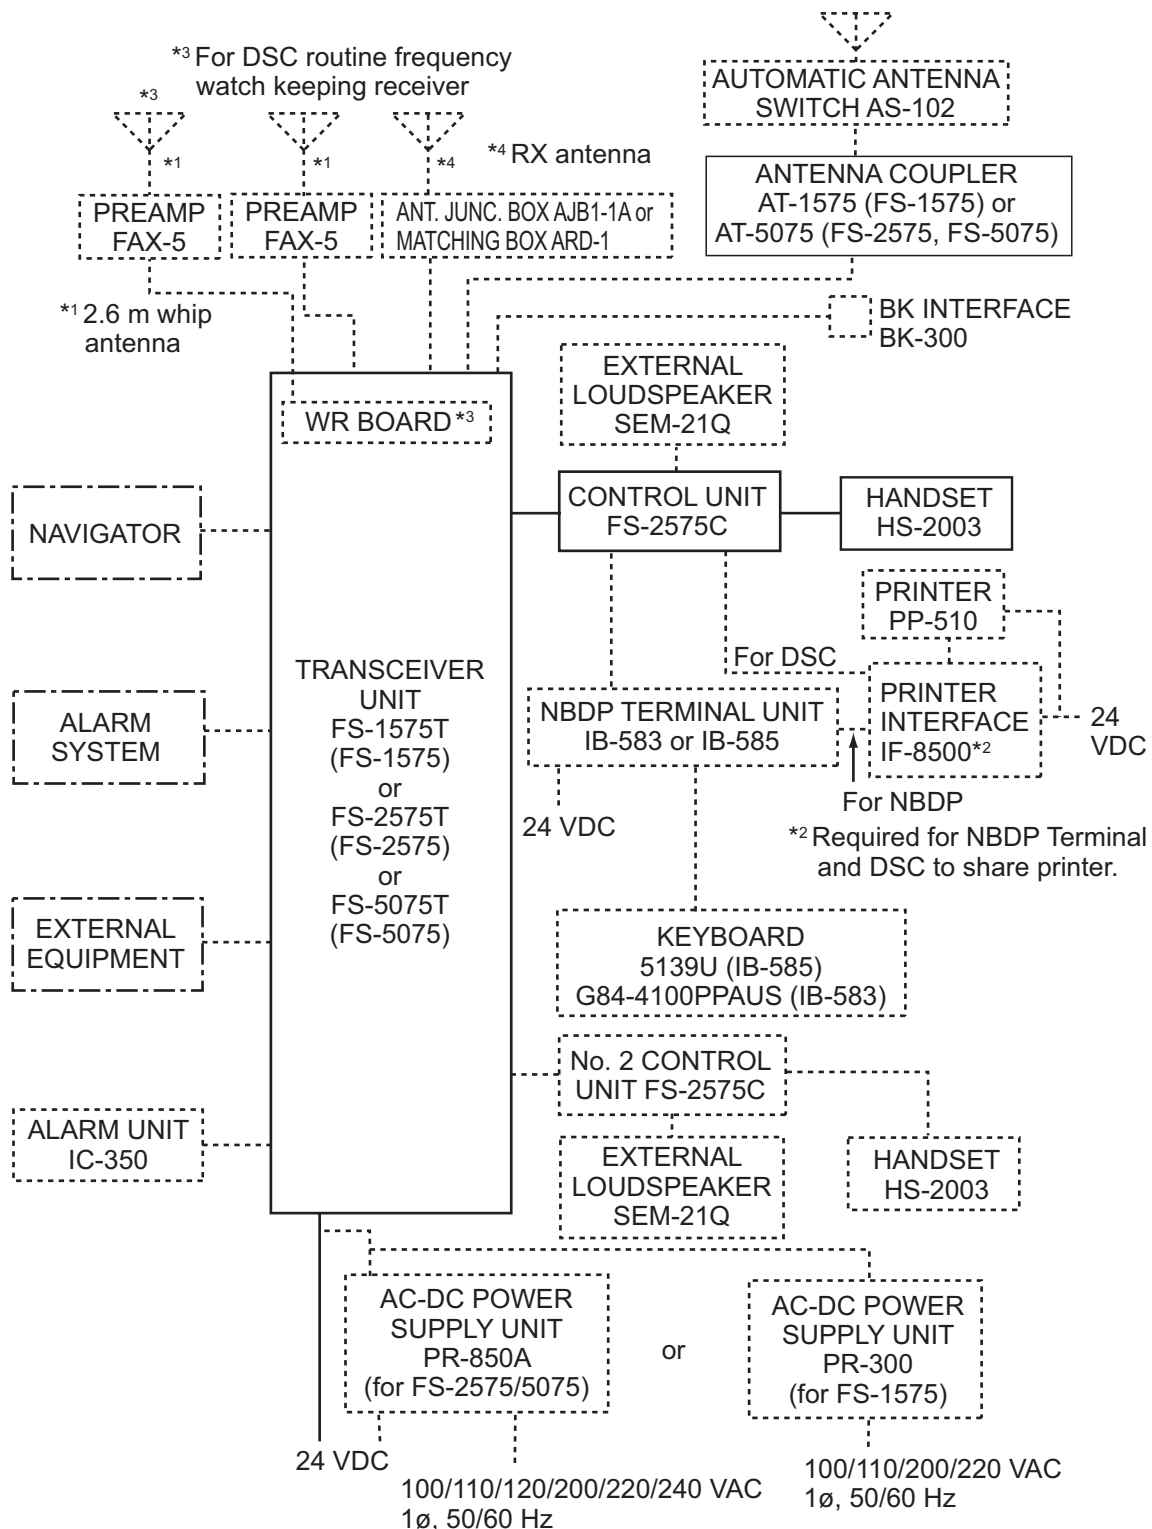 *3 For DSC routine frequency
watch keeping receiver
*3
*1
*1
*4
*4 RX antenna
AUTOMATIC ANTENNA
SWITCH AS-102
PREAMP
FAX-5
PREAMP
FAX-5
ANT. JUNC. BOX AJB1-1A or
MATCHING BOX ARD-1
ANTENNA COUPLER
AT-1575 (FS-1575) or
AT-5075 (FS-2575, FS-5075)
*1 2.6 m whip
antenna
BK INTERFACE
BK-300
EXTERNAL
LOUDSPEAKER
SEM-21Q
WR BOARD*3
CONTROL UNIT
FS-2575C
HANDSET
HS-2003
NAVIGATOR
PRINTER
PP-510
For DSC
TRANSCEIVER
UNIT
FS-1575T
(FS-1575)
or
FS-2575T
(FS-2575)
or
FS-5075T
(FS-5075)
NBDP TERMINAL UNIT
IB-583 or IB-585
PRINTER
INTERFACE
IF-8500*2
24
VDC
ALARM
SYSTEM
24 VDC
For NBDP
*2 Required for NBDP Terminal
and DSC to share printer.
EXTERNAL
EQUIPMENT
KEYBOARD
5139U (IB-585)
G84-4100PPAUS (IB-583)
No. 2 CONTROL
UNIT FS-2575C
ALARM UNIT
IC-350
EXTERNAL
LOUDSPEAKER
SEM-21Q
HANDSET
HS-2003
AC-DC POWER
SUPPLY UNIT
PR-850A
(for FS-2575/5075)
or
AC-DC POWER
SUPPLY UNIT
PR-300
(for FS-1575)
24 VDC
100/110/120/200/220/240 VAC
1ø, 50/60 Hz
100/110/200/220 VAC
1ø, 50/60 Hz